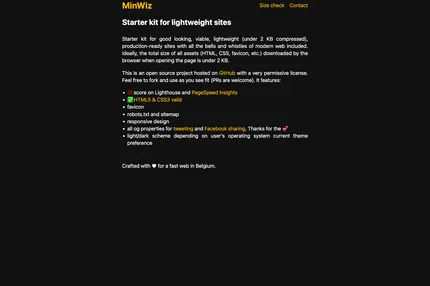 MinWiz
Size check Contact
Starter kit for lightweight sites
Starter kit for good looking, viable, lightweight (under 2 KB compressed),
production-ready sites with all the bells and whistles of modern web included.
Ideally, the total size of all assets (HTML, CSS, favicon, etc.) downloaded by the
browser when opening the page is under 2 KB.
This is an open source project hosted on GitHub with a very permissive license.
Feel free to fork and use as you see fit (PRs are welcome). It features:
• 💯score on Lighthouse and PageSpeed Insights
• ✅HTML5 & CSS3 valid
• favicon
• robots.txt and sitemap
• responsive design
• all og properties for tweeting and Facebook sharing. Thanks for the 💕
• light/dark scheme depending on user's operating system current theme
preference
Crafted with ♥ for a fast web in Belgium.